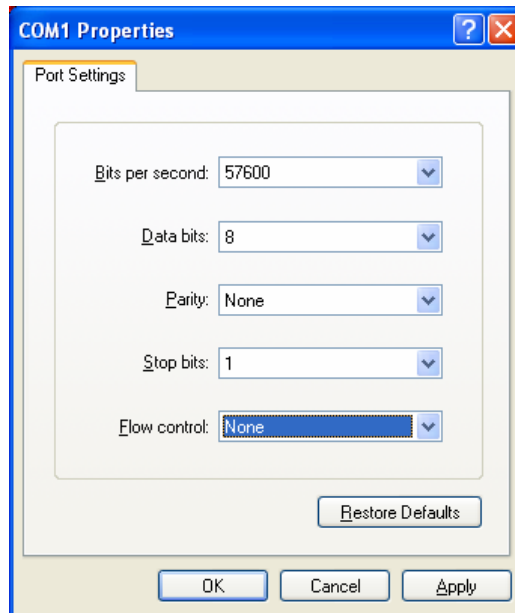 COM1 Properties
Port Settings
Bits per second: 57600
Data bits: 8
Parity: None
Stop bits: 1
Flow control: None
Restore Defaults
OK Cancel Apply